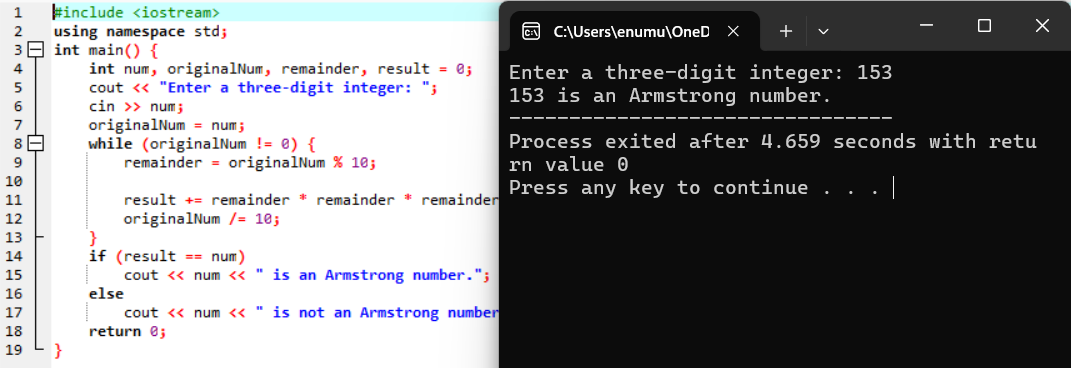 1 #include <iostream>
2 using namespace std;
3 int main() {
4 int num, originalNum, remainder, result = 0;
5 cout << "Enter a three-digit integer: ";
6 cin >> num;
7 originalNum = num;
8 while (originalNum != 0) {
9 remainder = originalNum % 10;
10
11 result += remainder * remainder * remainder
12 originalNum /= 10;
13 }
14 if (result == num)
15 cout << num << " is an Armstrong number.";
16 else
17 cout << num << " is not an Armstrong number
18 return 0;
19 }
C:\Users\enumu\OneD
Enter a three-digit integer: 153
153 is an Armstrong number.
--------------------------------
Process exited after 4.659 seconds with retu
rn value 0
Press any key to continue . . .